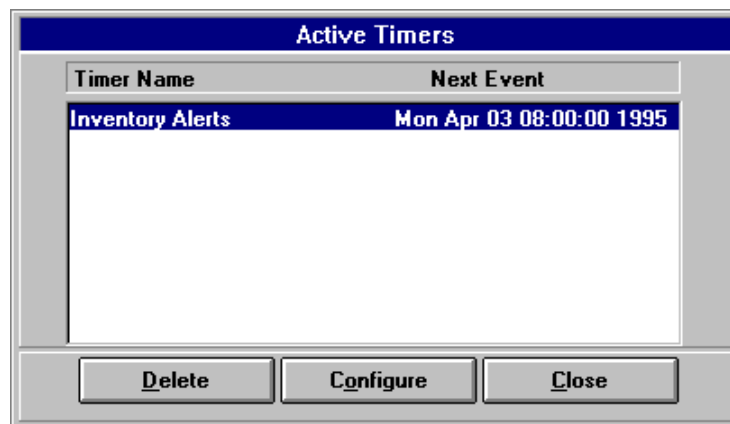 Active Timers
Timer Name Next Event
Inventory Alerts Mon Apr 03 08:00:00 1995
Delete Configure Close